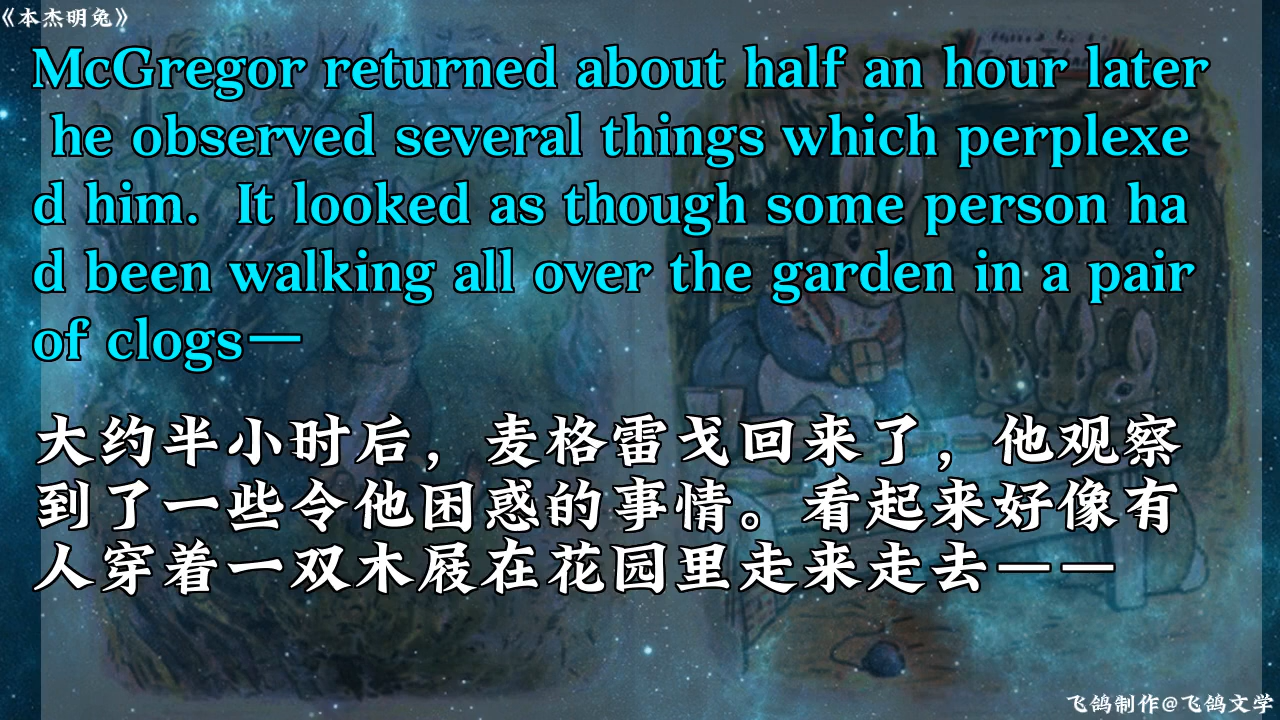 《本杰明兔》
McGregor returned about half an hour later
he observed several things which perplexe
d him.  It looked as though some person ha
d been walking all over the garden in a pair
of clogs—
大约半小时后，麦格雷戈回来了，他观察
到了一些令他困惑的事情。看起来好像有
人穿着一双木屐在花园里走来走去——
飞鸽制作@飞鸽文学